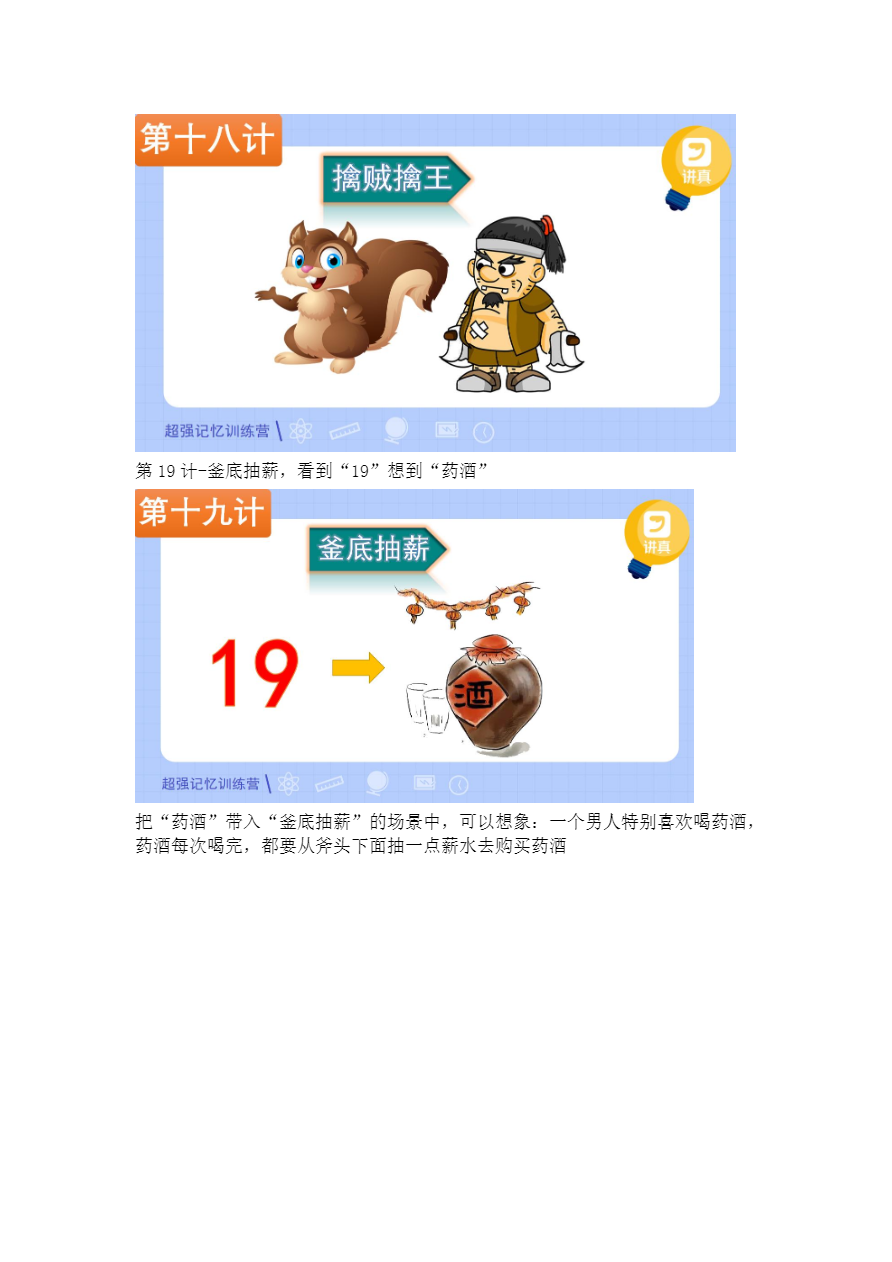 第十八计
擒贼擒王
讲真
超强记忆训练营
第 19 计-釜底抽薪，看到“19”想到“药酒”
第十九计
釜底抽薪
讲真
19
酒
超强记忆训练营
把“药酒”带入“釜底抽薪”的场景中，可以想象：一个男人特别喜欢喝药酒，
药酒每次喝完，都要从斧头下面抽一点薪水去购买药酒